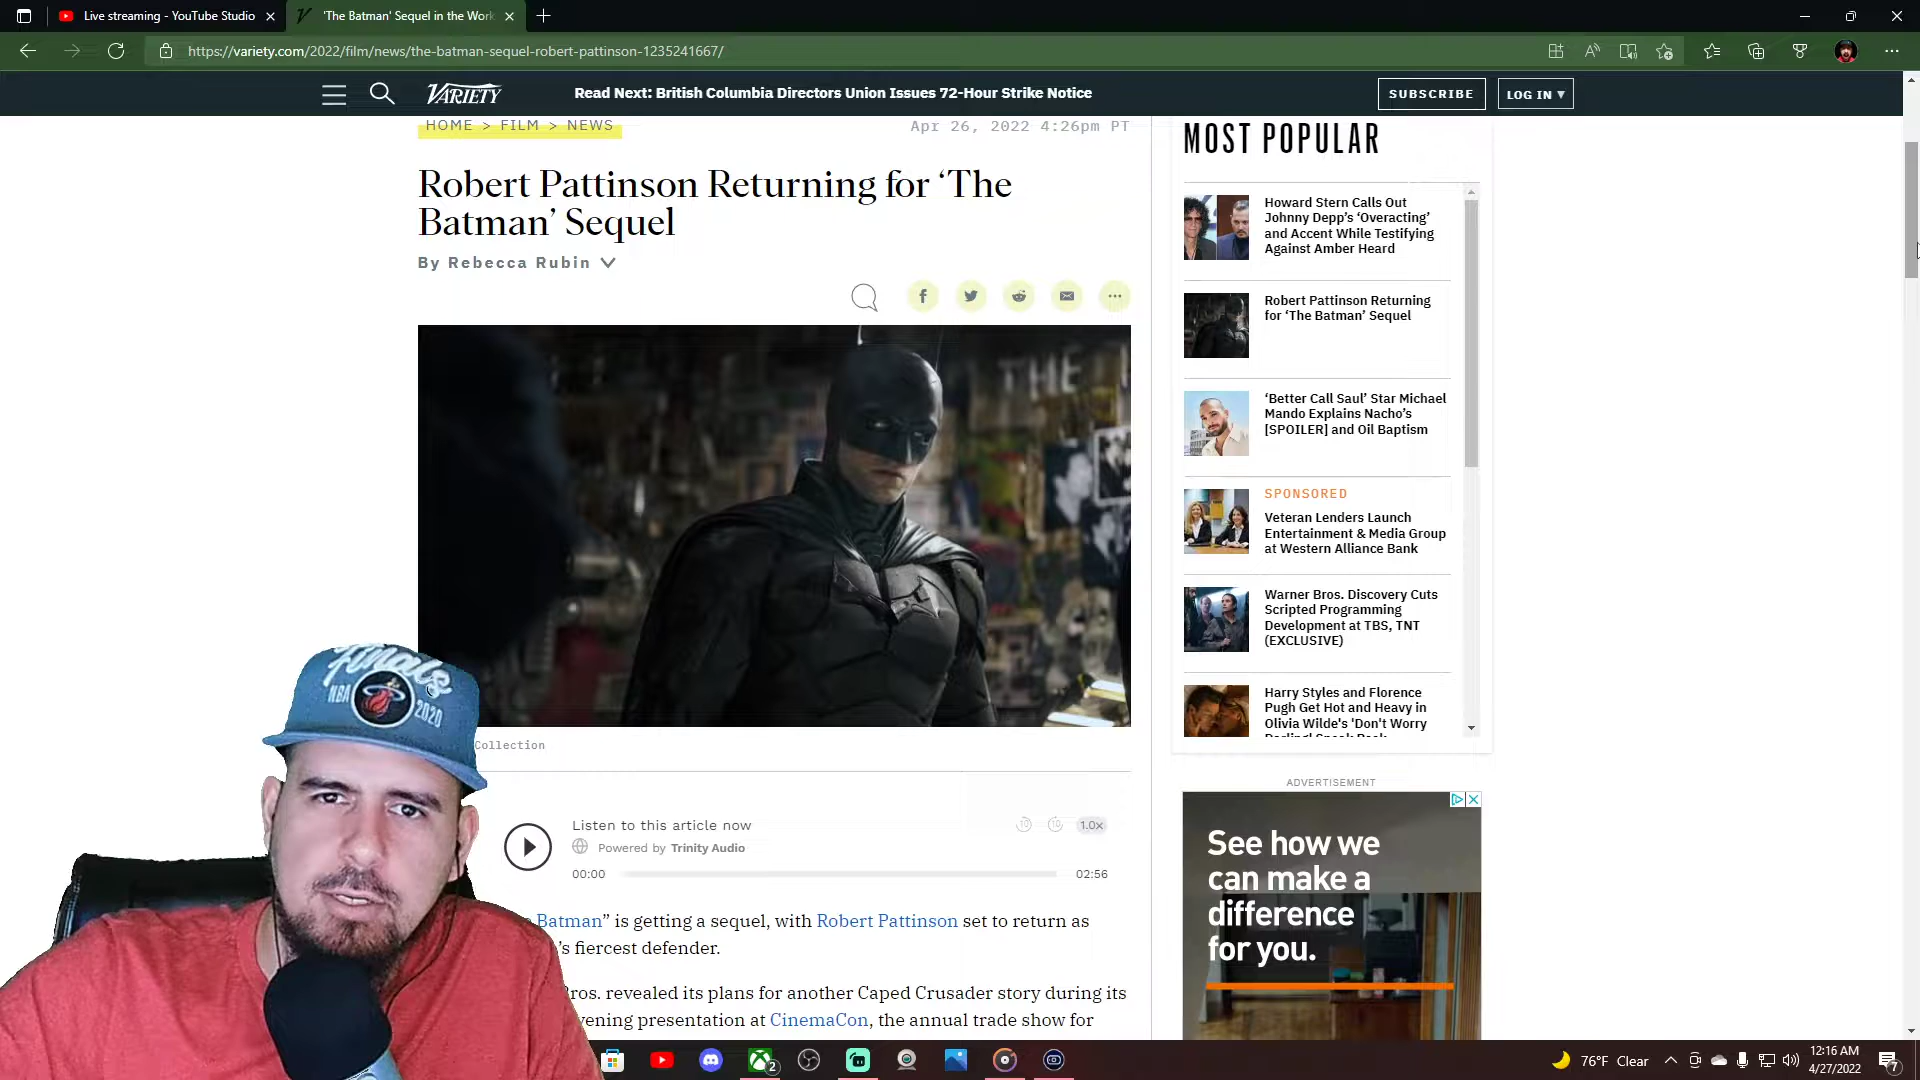 Live streaming - YouTube Studio
'The Batman' Sequel in the Work
https://variety.com/2022/film/news/the-batman-sequel-robert-pattinson-1235241667/
VARIETY
Read Next: British Columbia Directors Union Issues 72-Hour Strike Notice
SUBSCRIBE
LOG IN ▾
HOME > FILM > NEWS
Apr 26, 2022 4:26pm PT
Robert Pattinson Returning for ‘The
Batman’ Sequel
By Rebecca Rubin
THE
Collection
Listen to this article now
Powered by Trinity Audio
10
10
1.0x
00:00
02:56
Batman” is getting a sequel, with Robert Pattinson set to return as
's fiercest defender.
Bros. revealed its plans for another Caped Crusader story during its
vening presentation at CinemaCon, the annual trade show for
MOST POPULAR
Howard Stern Calls Out
Johnny Depp’s ‘Overacting’
and Accent While Testifying
Against Amber Heard
Robert Pattinson Returning
for ‘The Batman’ Sequel
‘Better Call Saul’ Star Michael
Mando Explains Nacho’s
[SPOILER] and Oil Baptism
SPONSORED
Veteran Lenders Launch
Entertainment & Media Group
at Western Alliance Bank
Warner Bros. Discovery Cuts
Scripted Programming
Development at TBS, TNT
(EXCLUSIVE)
Harry Styles and Florence
Pugh Get Hot and Heavy in
Olivia Wilde's 'Don't Worry
ADVERTISEMENT
See how we
can make a
difference
for you.
Finals
NBA
2020
2
76°F Clear
12:16 AM
4/27/2022
7